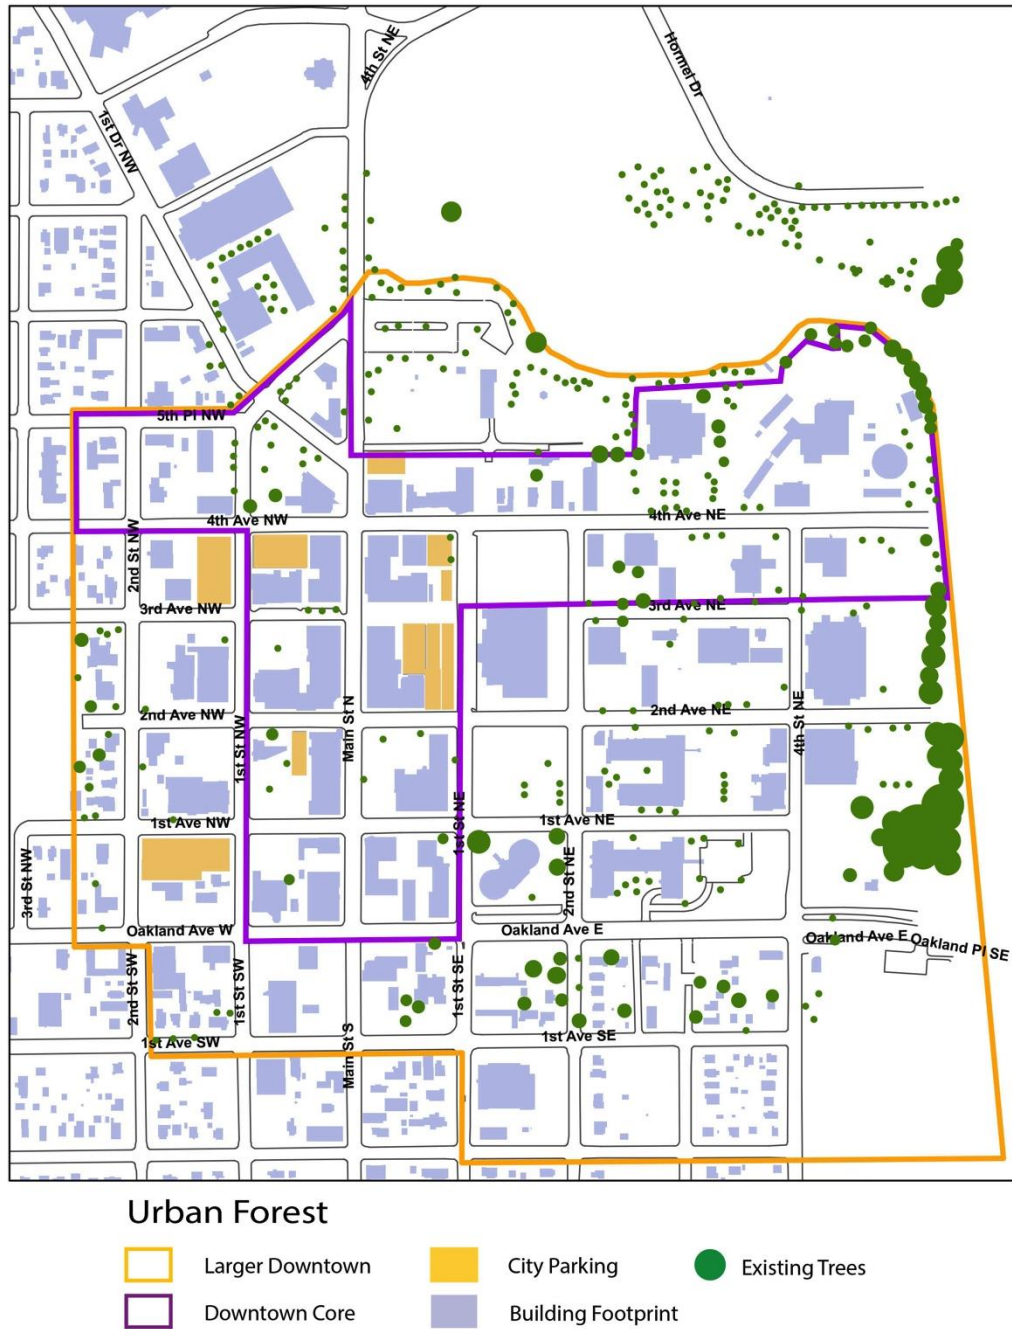 4th St NE
Hormel Dr
1st Dr NW
5th Pl NW
4th Ave NW
4th Ave NE
2nd St NW
3rd Ave NW
3rd Ave NE
2nd Ave NW
2nd Ave NE
1st St NW
Main St N
4th St NE
1st Ave NW
1st St NE
1st Ave NE
3rd St NW
2nd St NE
Oakland Ave W
Oakland Ave E
Oakland Ave E
Oakland Pl SE
2nd St SW
1st St SW
1st St SE
1st Ave SW
Main St S
1st Ave SE
Urban Forest
Larger Downtown
City Parking
Existing Trees
Downtown Core
Building Footprint